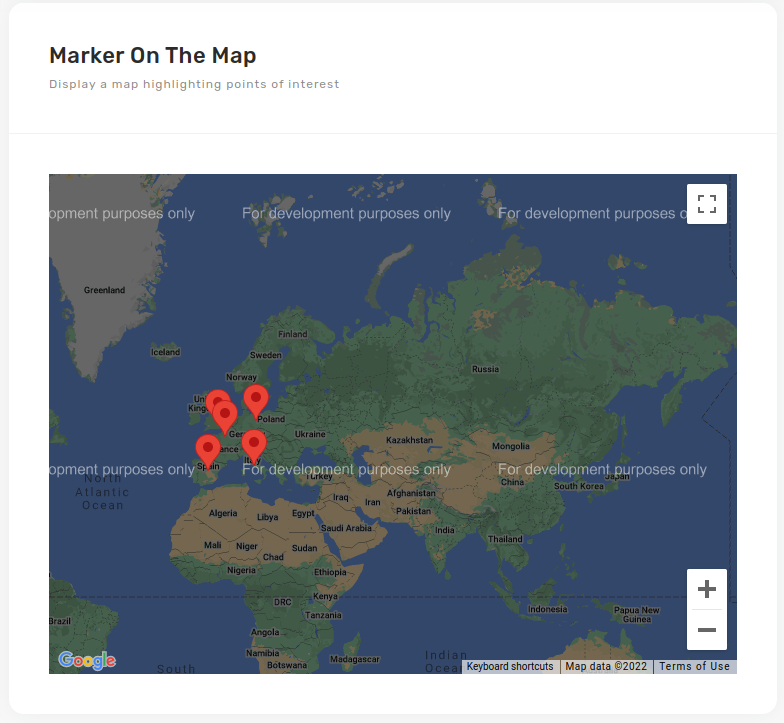 Marker On The Map
Display a map highlighting points of interest
opment purposes only
For development purposes only
For development purposes o
Greenland
Finland
Iceland
Sweden
Russia
Norway
Un
King
Poland
Ger
Ukraine
Kazakhstan
Mongolia
ance
Spain
Ital
opment purposes only
For development purposes only
For development purposes only
North
Atlantic
Ocean
Turkey
China
Japan
South Korea
Iraq
Iran
Afghanistan
Pakistan
Algeria
Libya
Egypt
Saudi Arabia
India
Thailand
Mali
Niger
Chad
Sudan
Nigeria
Ethiopia
DRC
Kenya
Tanzania
Indonesia
Papua New
Guinea
Brazil
Angola
Namibia
Botswana
Madagascar
Indian
Ocea
South
Google
Keyboard shortcuts
Map data ©2022
Terms of Use